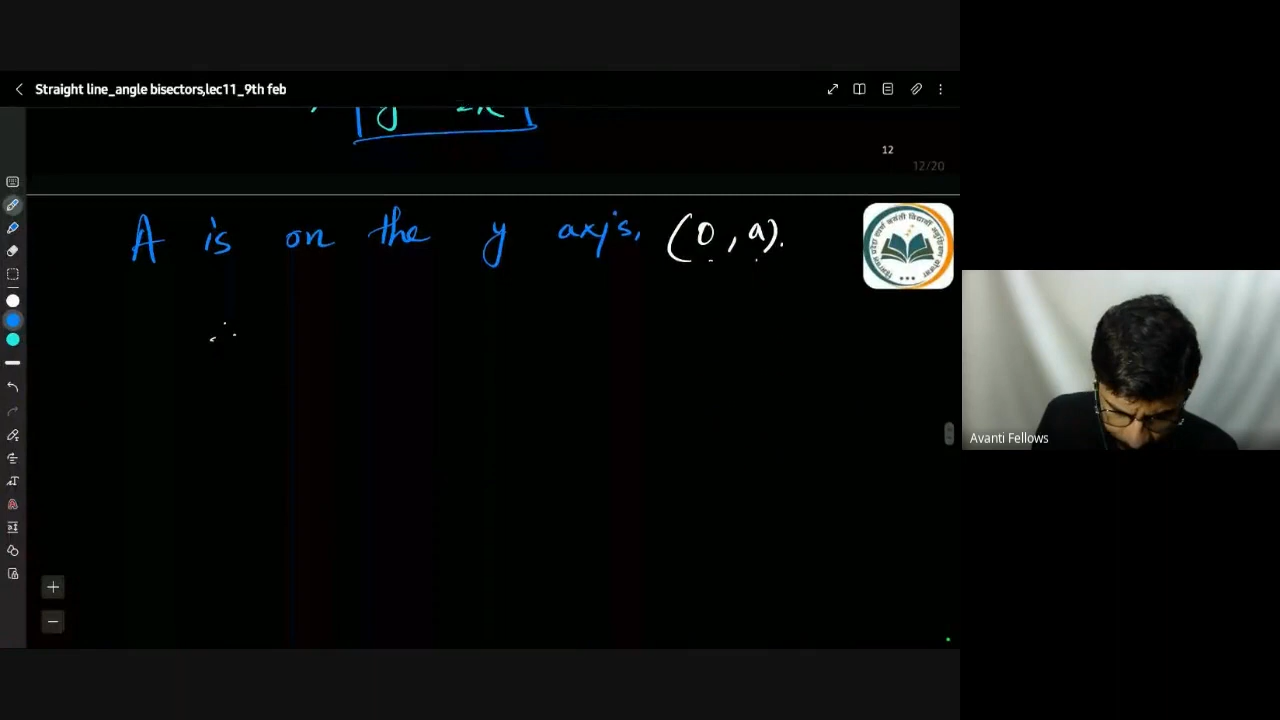 Straight line_angle bisectors,lec11_9th feb
12
12/20
A is on the y axis, (0, a).
∴
Avanti Fellows